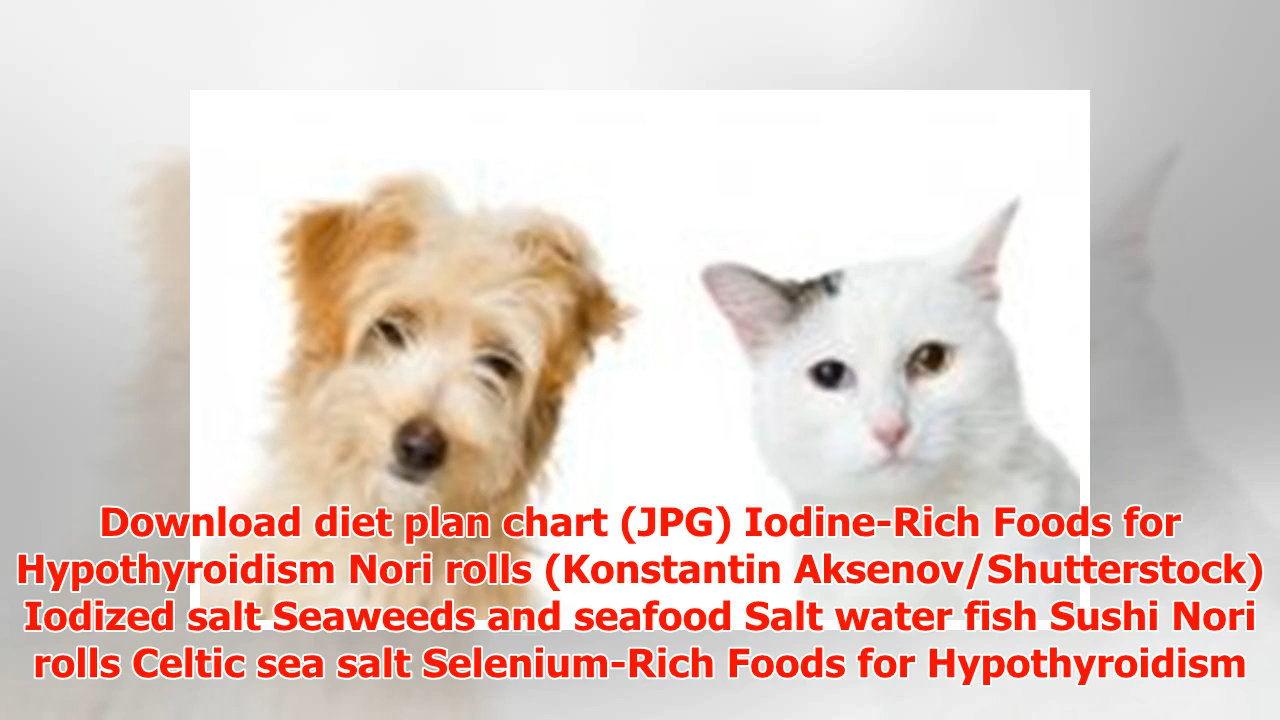 Download diet plan chart (JPG) Iodine-Rich Foods for
Hypothyroidism Nori rolls (Konstantin Aksenov/Shutterstock)
Iodized salt Seaweeds and seafood Salt water fish Sushi Nori
rolls Celtic sea salt Selenium-Rich Foods for Hypothyroidism